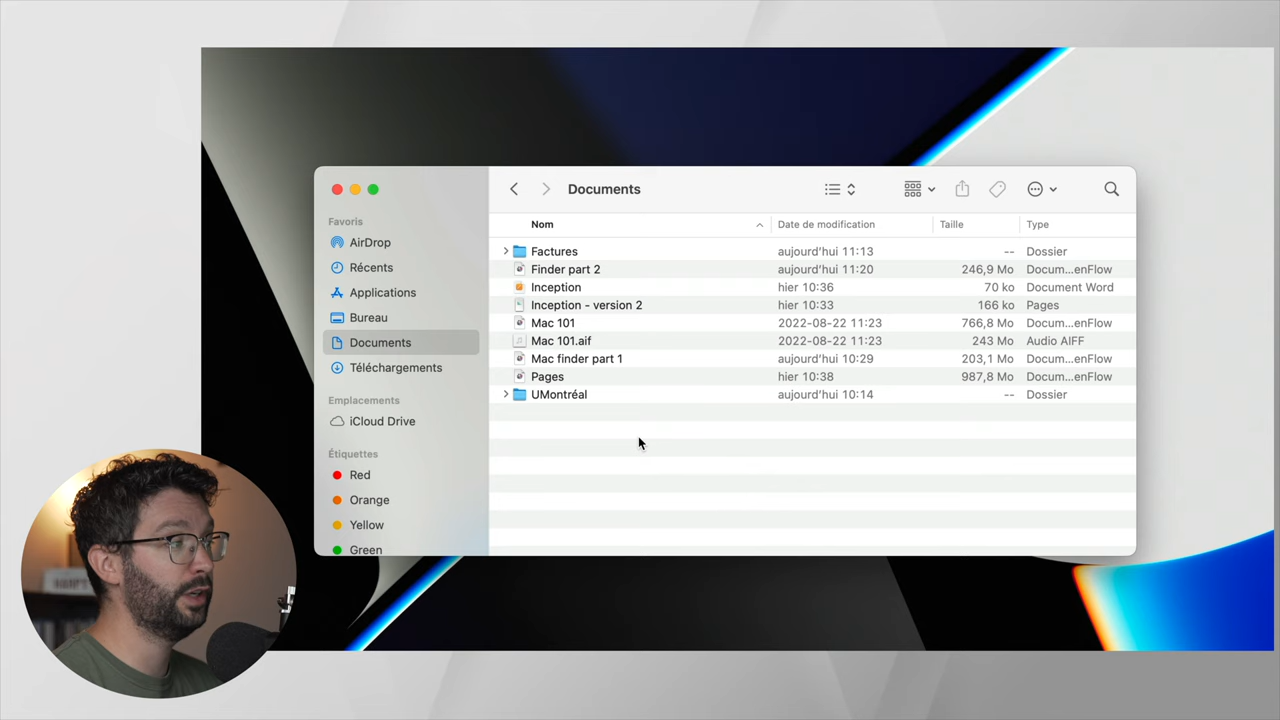 Documents
Favoris
AirDrop
Récents
Applications
Bureau
Documents
Téléchargements
Emplacements
iCloud Drive
Étiquettes
Red
Orange
Yellow
Green
Nom Date de modification Taille Type
Factures aujourd'hui 11:13 -- Dossier
Finder part 2 aujourd'hui 11:20 246,9 Mo Docum...enFlow
Inception hier 10:36 70 ko Document Word
Inception - version 2 hier 10:33 166 ko Pages
Mac 101 2022-08-22 11:23 766,8 Mo Docum...enFlow
Mac 101.aif 2022-08-22 11:23 243 Mo Audio AIFF
Mac finder part 1 aujourd'hui 10:29 203,1 Mo Docum...enFlow
Pages hier 10:38 987,8 Mo Docum...enFlow
UMontréal aujourd'hui 10:14 -- Dossier